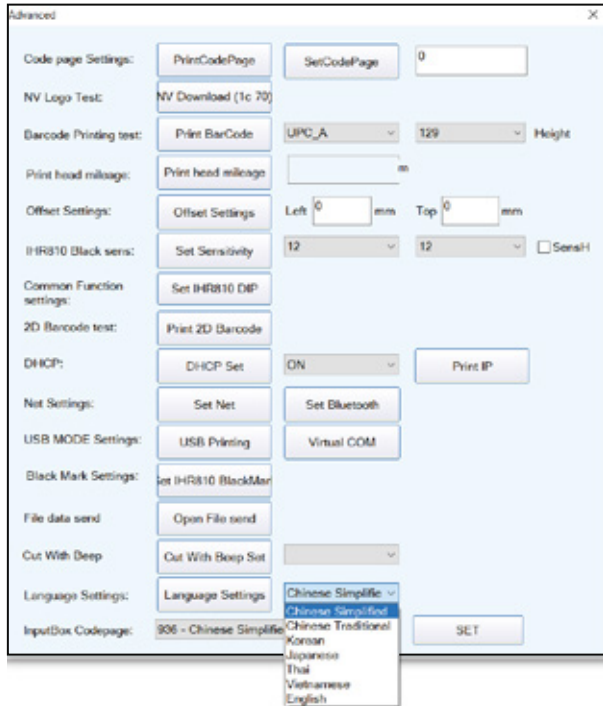 Advanced
Code page Settings: PrintCodePage SetCodePage 0
NV Logo Test: NV Download (1c 70)
Barcode Printing test: Print BarCode UPC_A 129 Height
Print head mileage: Print head mileage m
Offset Settings: Offset Settings Left 0 mm Top 0 mm
IHR810 Black sens: Set Sensitivity 12 12 SensH
Common Function
settings: Set IHR810 DIP
2D Barcode test: Print 2D Barcode
DHCP: DHCP Set ON Print IP
Net Settings: Set Net Set Bluetooth
USB MODE Settings: USB Printing Virtual COM
Black Mark Settings: Set IHR810 BlackMar
File data send Open File send
Cut With Beep Cut With Beep Set
Language Settings: Language Settings Chinese Simplifie
Chinese Simplified
InputBox Codepage: 936 - Chinese Simplifie Chinese Traditional SET
Korean
Japanese
Thai
Vietnamese
English